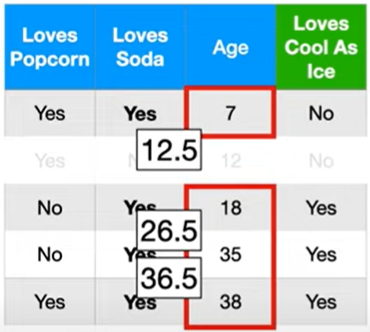 Loves Popcorn Loves Soda Age Loves Cool As Ice
Yes Yes 7 No
12.5
Yes 12 No
No Yes 18 Yes
26.5
No Yes 35 Yes
36.5
Yes Yes 38 Yes